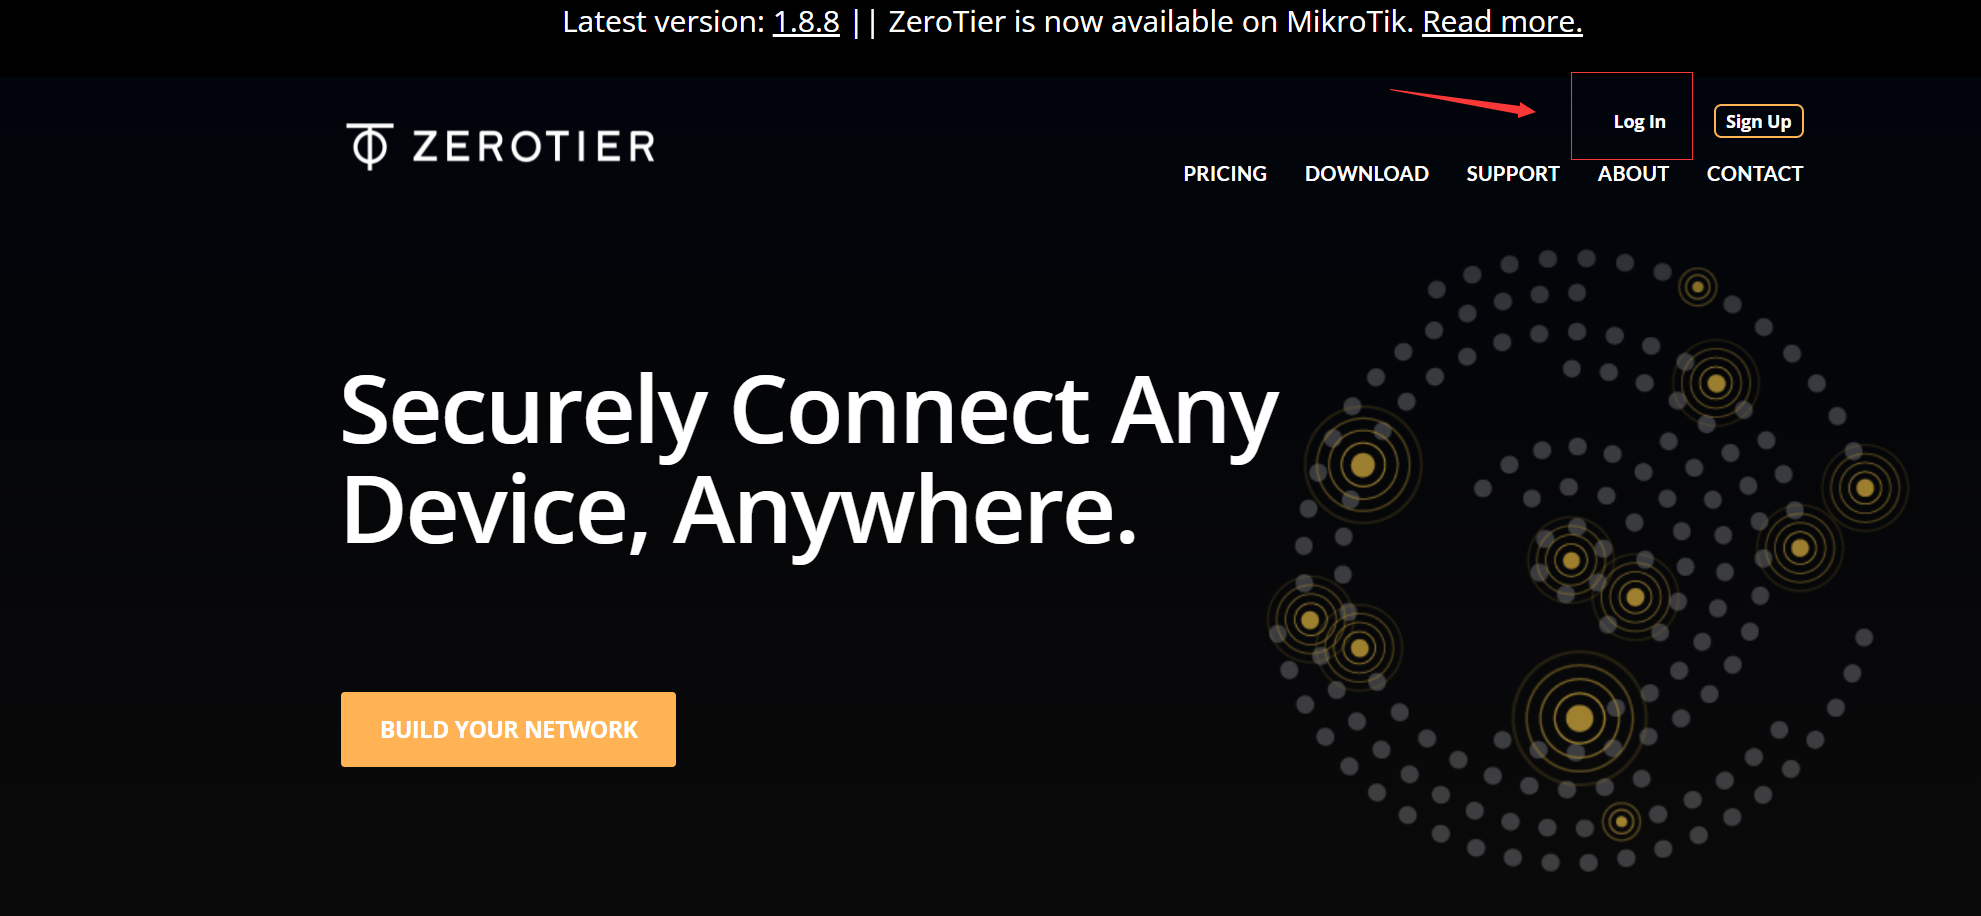 Latest version: 1.8.8 || ZeroTier is now available on MikroTik. Read more.
Log In
Sign Up
ZEROTIER
PRICING
DOWNLOAD
SUPPORT
ABOUT
CONTACT
Securely Connect Any
Device, Anywhere.
BUILD YOUR NETWORK